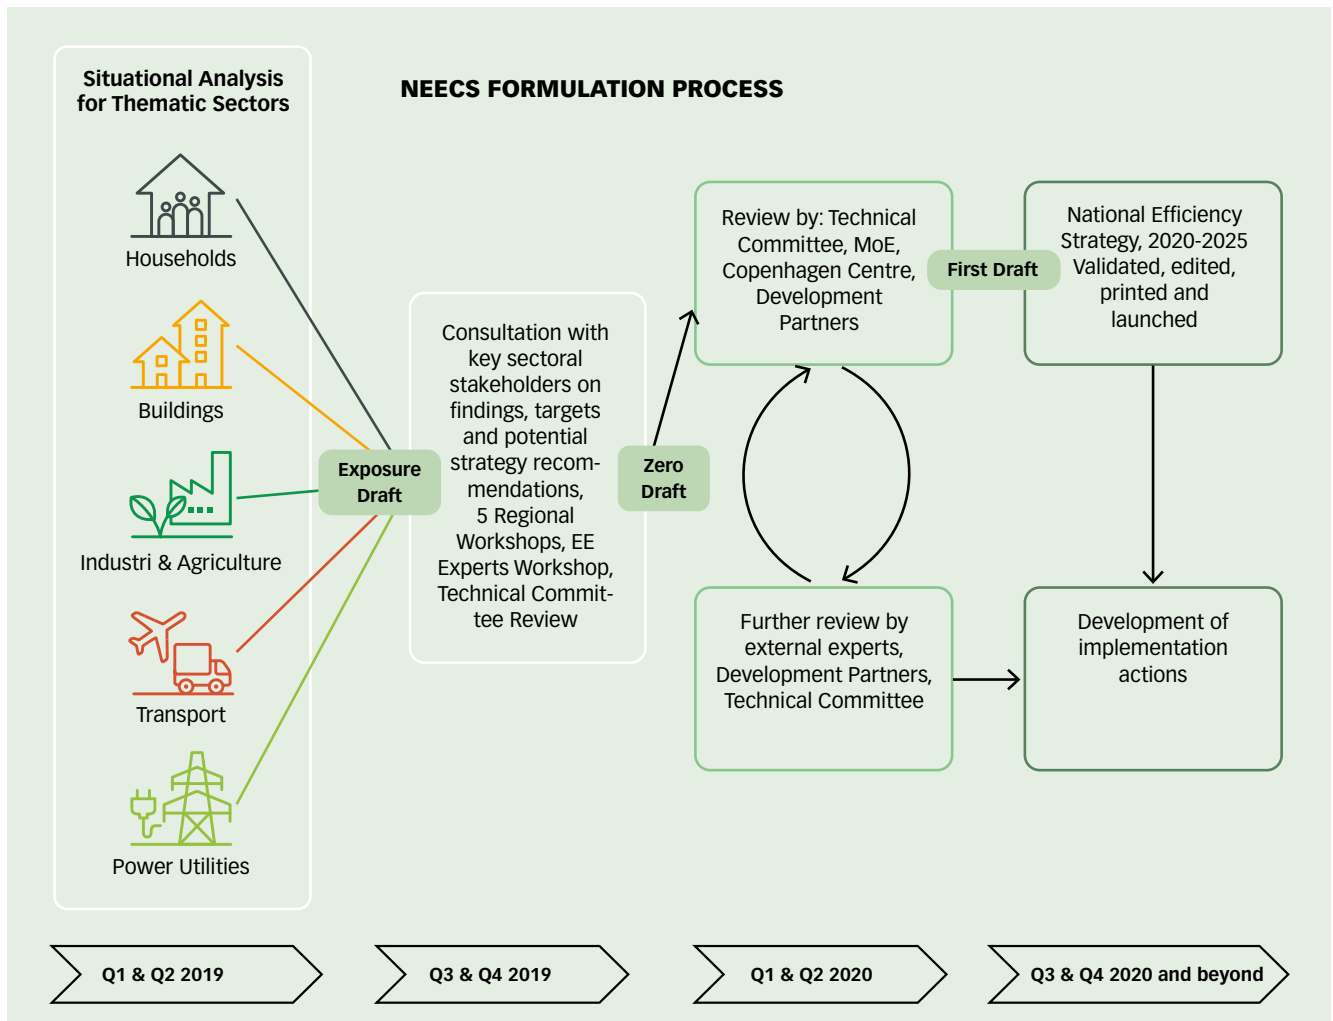 Situational Analysis
for Thematic Sectors
Households
Buildings
Industri & Agriculture
Transport
Power Utilities
NEECS FORMULATION PROCESS
Exposure
Draft
Consultation with
key sectoral
stakeholders on
findings, targets
and potential
strategy recom-
mendations,
5 Regional
Workshops, EE
Experts Workshop,
Technical Commit-
tee Review
Zero
Draft
Review by: Technical
Committee, MoE,
Copenhagen Centre,
Development
Partners
First Draft
National Efficiency
Strategy, 2020-2025
Validated, edited,
printed and
launched
Further review by
external experts,
Development Partners,
Technical Committee
Development of
implementation
actions
Q1 & Q2 2019
Q3 & Q4 2019
Q1 & Q2 2020
Q3 & Q4 2020 and beyond